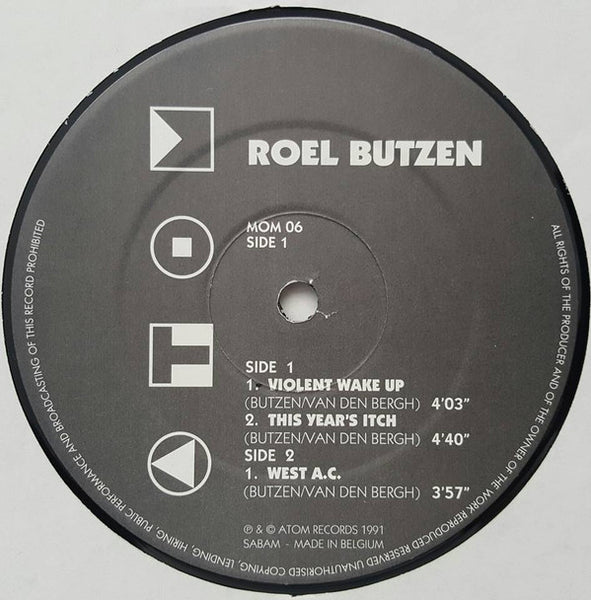 ROEL BUTZEN
MOM 06
SIDE 1
SIDE 1
1. VIOLENT WAKE UP
(BUTZEN/VAN DEN BERGH) 4'03"
2. THIS YEAR'S ITCH
(BUTZEN/VAN DEN BERGH) 4'40"
SIDE 2
1. WEST A.C.
(BUTZEN/VAN DEN BERGH) 3'57"
℗ & © ATOM RECORDS 1991
SABAM - MADE IN BELGIUM
ALL RIGHTS OF THE PRODUCER AND OF THE OWNER OF THE WORK REPRODUCED RESERVED UNAUTHORISED COPYING, LENDING, HIRING, PUBLIC PERFORMANCE AND BROADCASTING OF THIS RECORD PROHIBITED